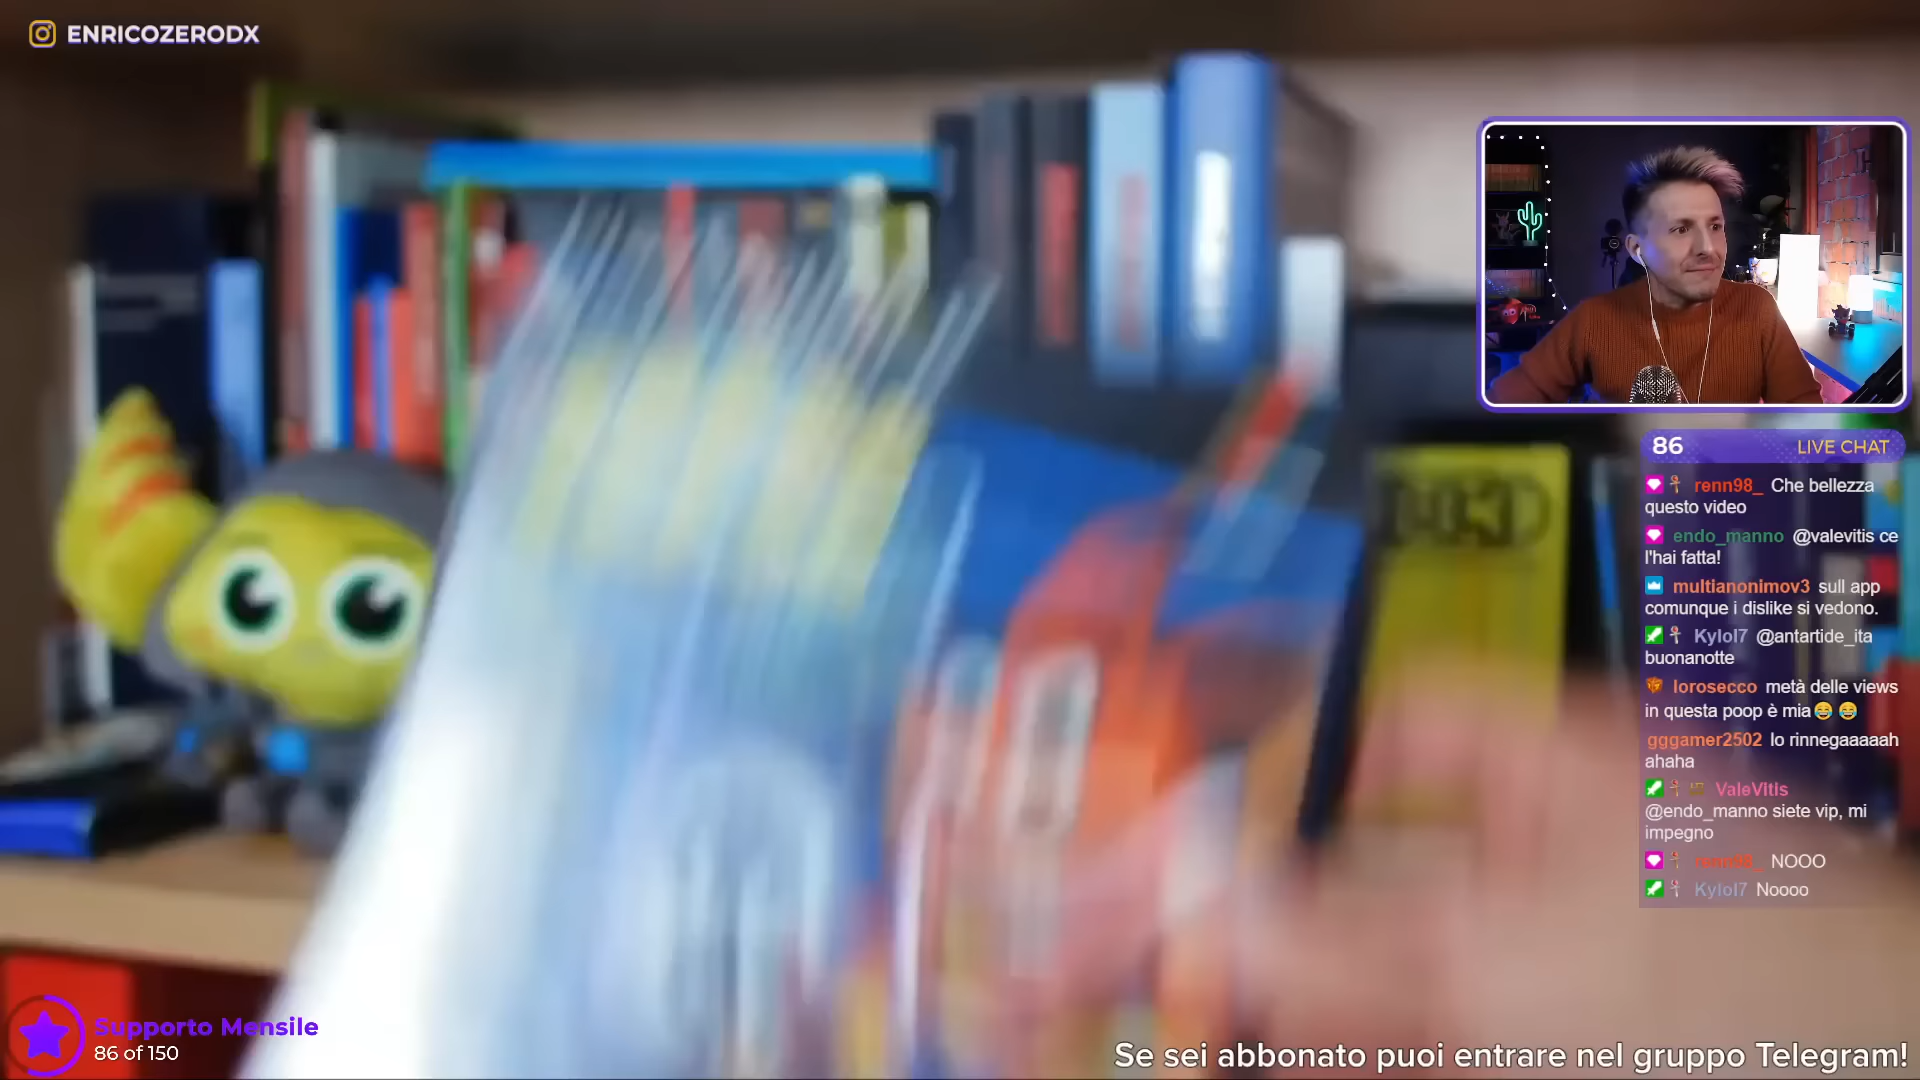 ENRICOZERODX
86 LIVE CHAT
renn98_ Che bellezza
questo video
endo_manno @valevitis ce
l'hai fatta!
multianonimov3 sull app
comunque i dislike si vedono.
Kylol7 @antartide_ita
buonanotte
lorosecco metà delle views
in questa poop è mia😂 😂
gggamer2502 lo rinnegaaaaah
ahaha
ValeVitis
@endo_manno siete vip, mi
impegno
renn98_ NOOO
Kylol7 Noooo
Supporto Mensile
86 of 150
Se sei abbonato puoi entrare nel gruppo Telegram!